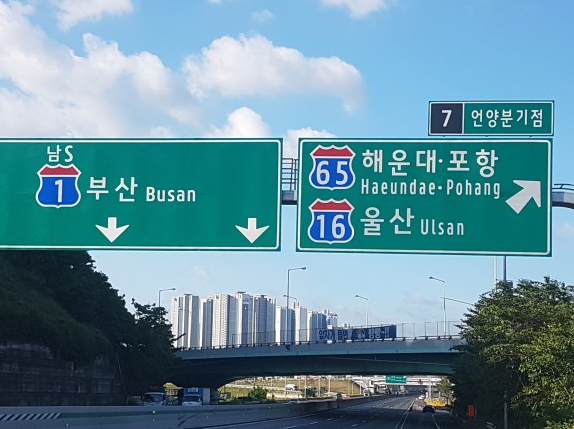 남S
1 부산 Busan
7 언양분기점
65 해운대·포항
Haeundae·Pohang
16 울산 Ulsan